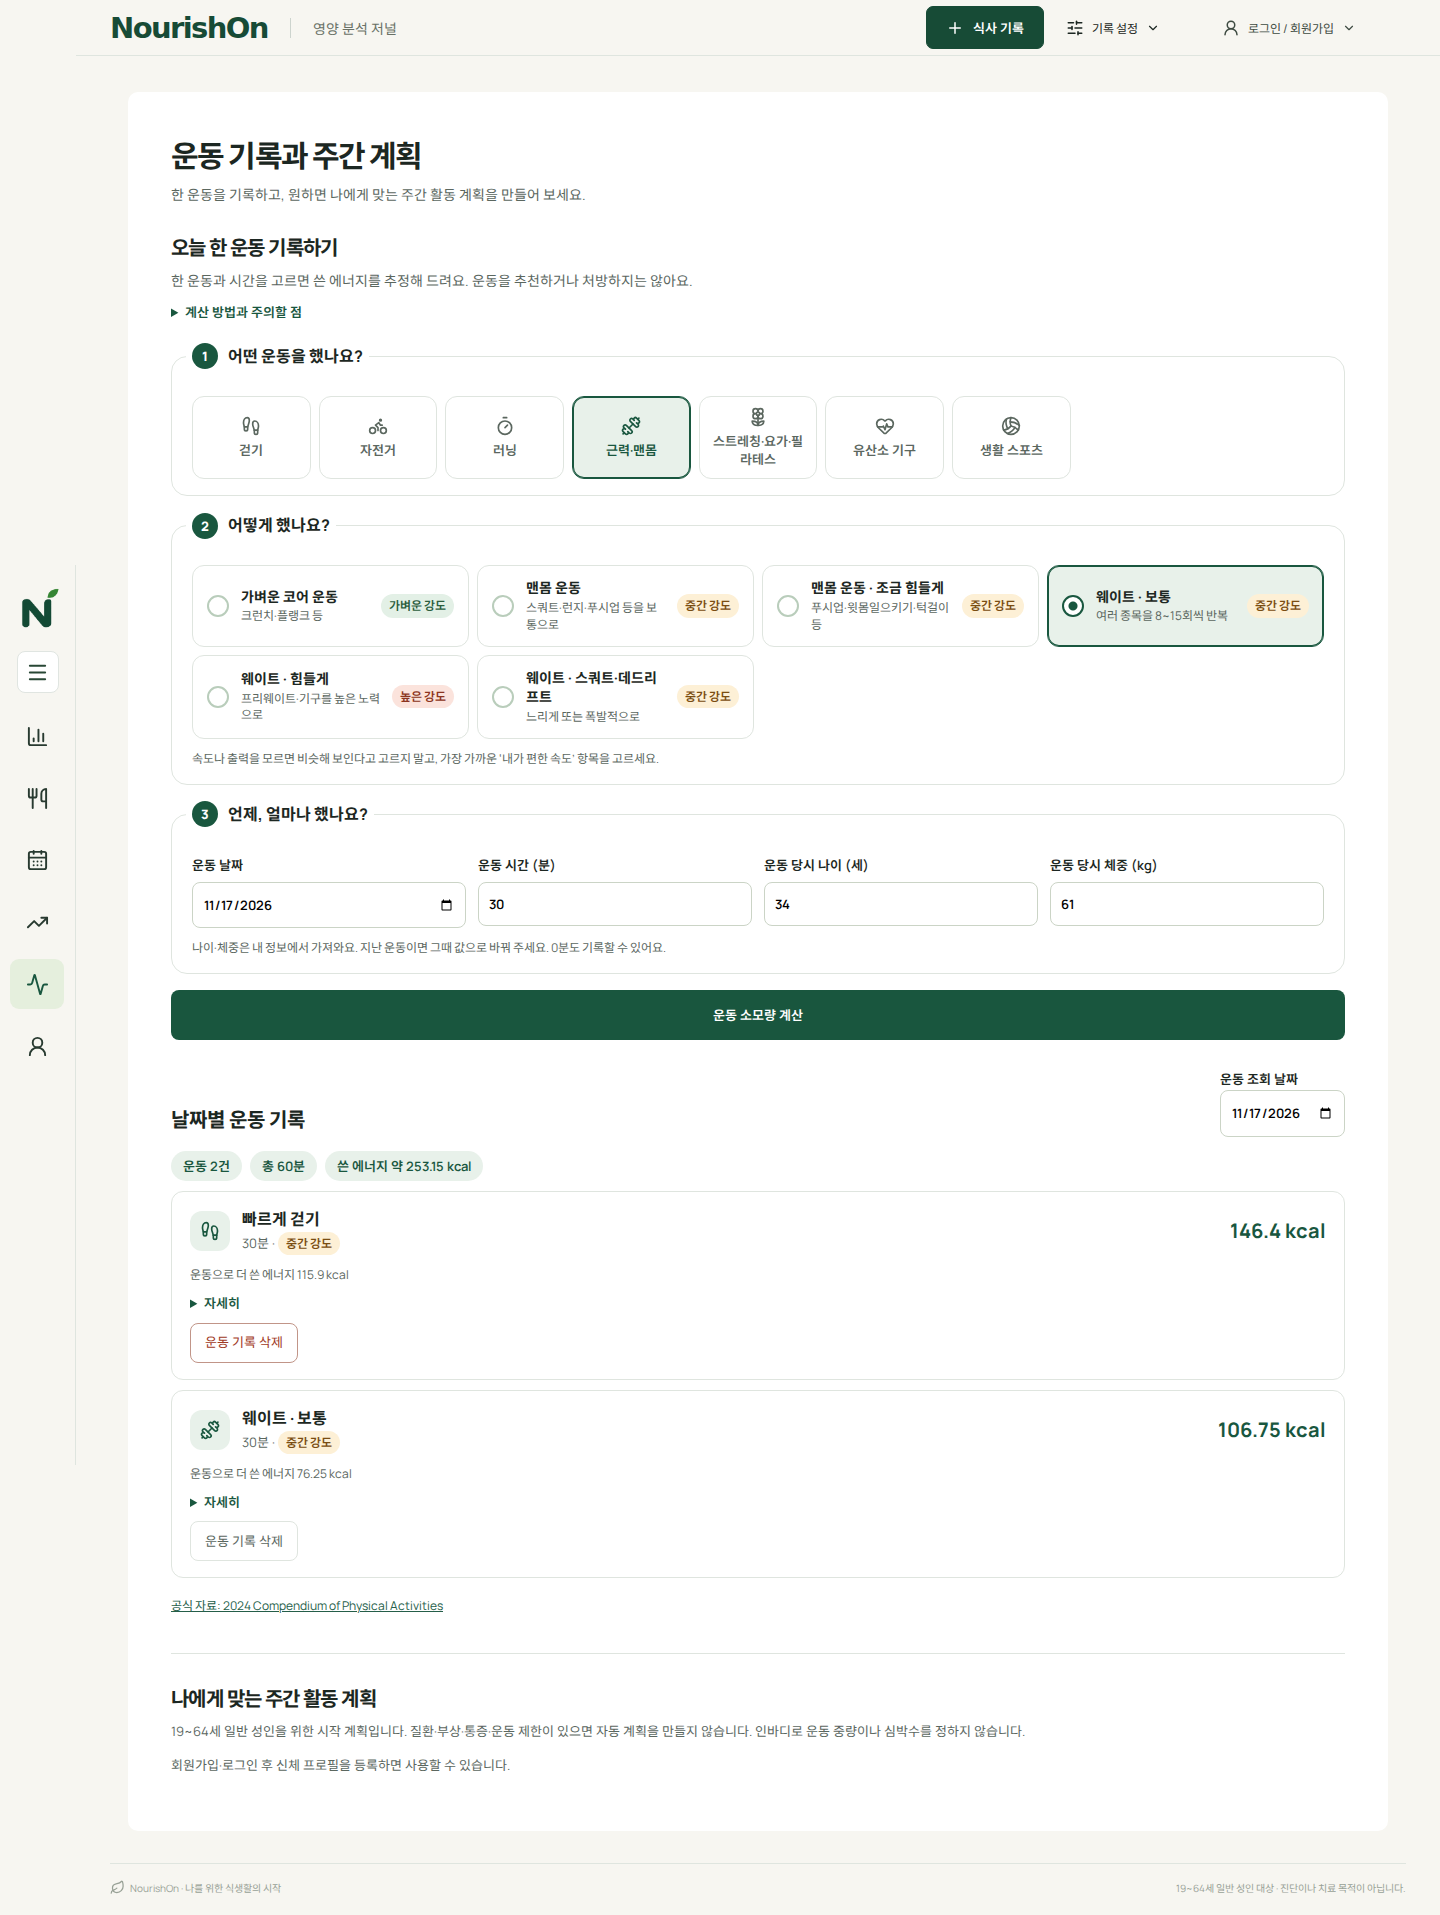 NourishOn
영양 분석 저널
식사 기록
기록 설정
로그인 / 회원가입
운동 기록과 주간 계획
한 운동을 기록하고, 원하면 나에게 맞는 주간 활동 계획을 만들어 보세요.
오늘 한 운동 기록하기
한 운동과 시간을 고르면 쓴 에너지를 추정해 드려요. 운동을 추천하거나 처방하지는 않아요.
계산 방법과 주의할 점
1 어떤 운동을 했나요?
걷기
자전거
러닝
근력·맨몸
스트레칭·요가·필
라테스
유산소 기구
생활 스포츠
2 어떻게 했나요?
가벼운 코어 운동
크런치·플랭크 등
가벼운 강도
맨몸 운동
스쿼트·런지·푸시업 등을 보
통으로
중간 강도
맨몸 운동 · 조금 힘들게
푸시업·윗몸일으키기·턱걸이
등
중간 강도
웨이트 · 보통
여러 종목을 8~15회씩 반복
중간 강도
웨이트 · 힘들게
프리웨이트·기구를 높은 노력
으로
높은 강도
웨이트 · 스쿼트·데드리
프트
느리게 또는 폭발적으로
중간 강도
속도나 출력을 모르면 비슷해 보인다고 고르지 말고, 가장 가까운 '내가 편한 속도' 항목을 고르세요.
3 언제, 얼마나 했나요?
운동 날짜
11/17/2026
운동 시간 (분)
30
운동 당시 나이 (세)
34
운동 당시 체중 (kg)
61
나이·체중은 내 정보에서 가져와요. 지난 운동이면 그때 값으로 바꿔 주세요. 0분도 기록할 수 있어요.
운동 소모량 계산
날짜별 운동 기록
운동 조회 날짜
11/17/2026
운동 2건
총 60분
쓴 에너지 약 253.15 kcal
빠르게 걷기
30분 · 중간 강도
146.4 kcal
운동으로 더 쓴 에너지 115.9 kcal
자세히
운동 기록 삭제
웨이트 · 보통
30분 · 중간 강도
106.75 kcal
운동으로 더 쓴 에너지 76.25 kcal
자세히
운동 기록 삭제
공식 자료: 2024 Compendium of Physical Activities
나에게 맞는 주간 활동 계획
19~64세 일반 성인을 위한 시작 계획입니다. 질환·부상·통증·운동 제한이 있으면 자동 계획을 만들지 않습니다. 인바디로 운동 중량이나 심박수를 정하지 않습니다.
회원가입·로그인 후 신체 프로필을 등록하면 사용할 수 있습니다.
NourishOn · 나를 위한 식생활의 시작
19~64세 일반 성인 대상 · 진단이나 치료 목적이 아닙니다.